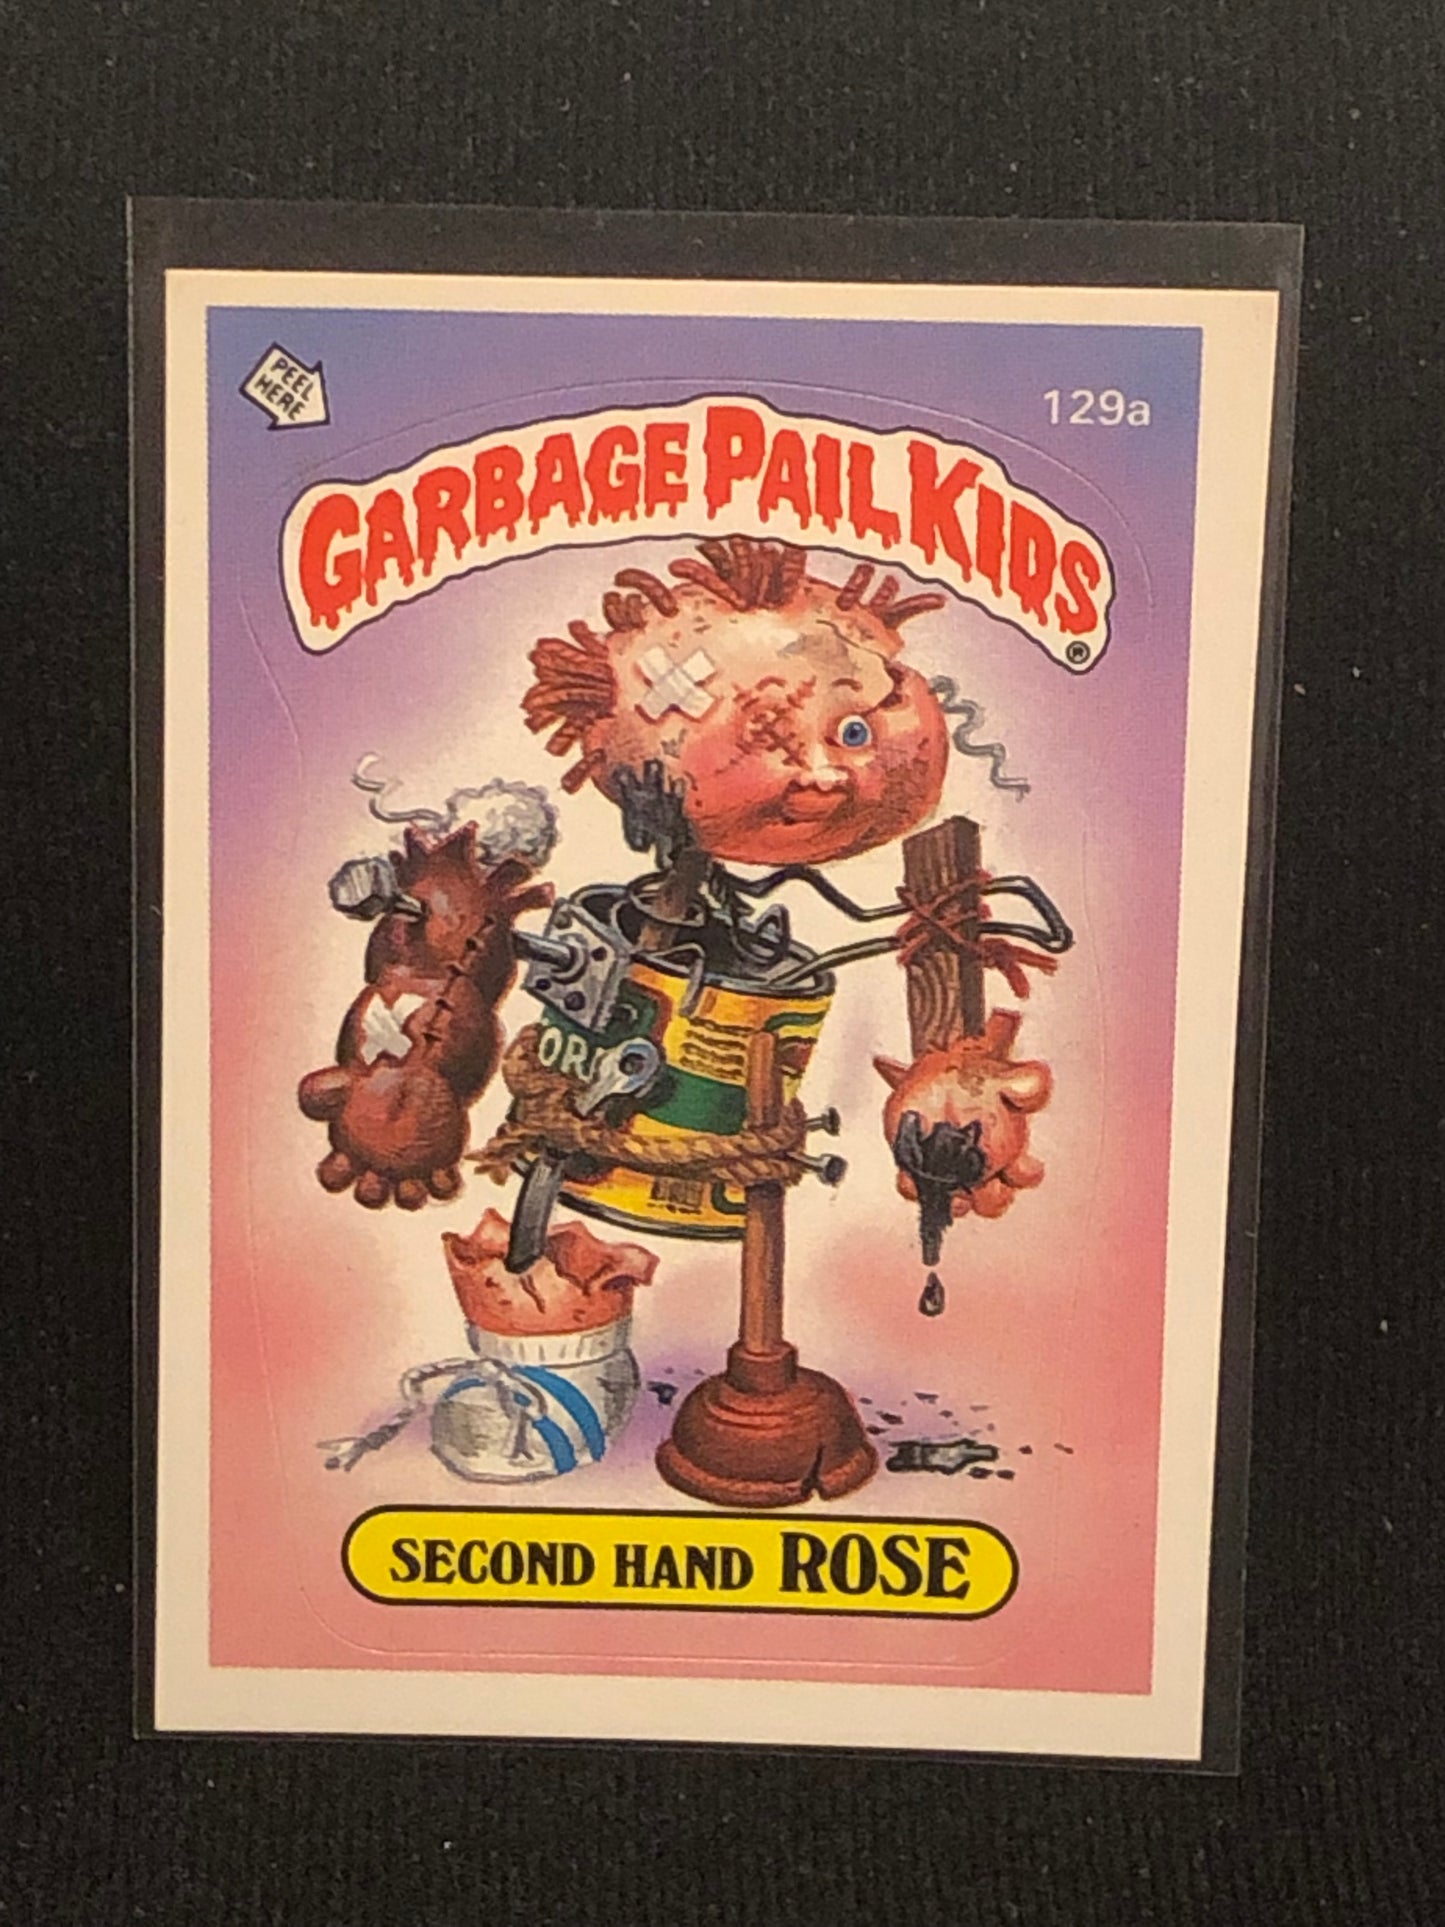 PEEL
HERE
129a
GARBAGE PAIL KIDS
®
SECOND HAND ROSE